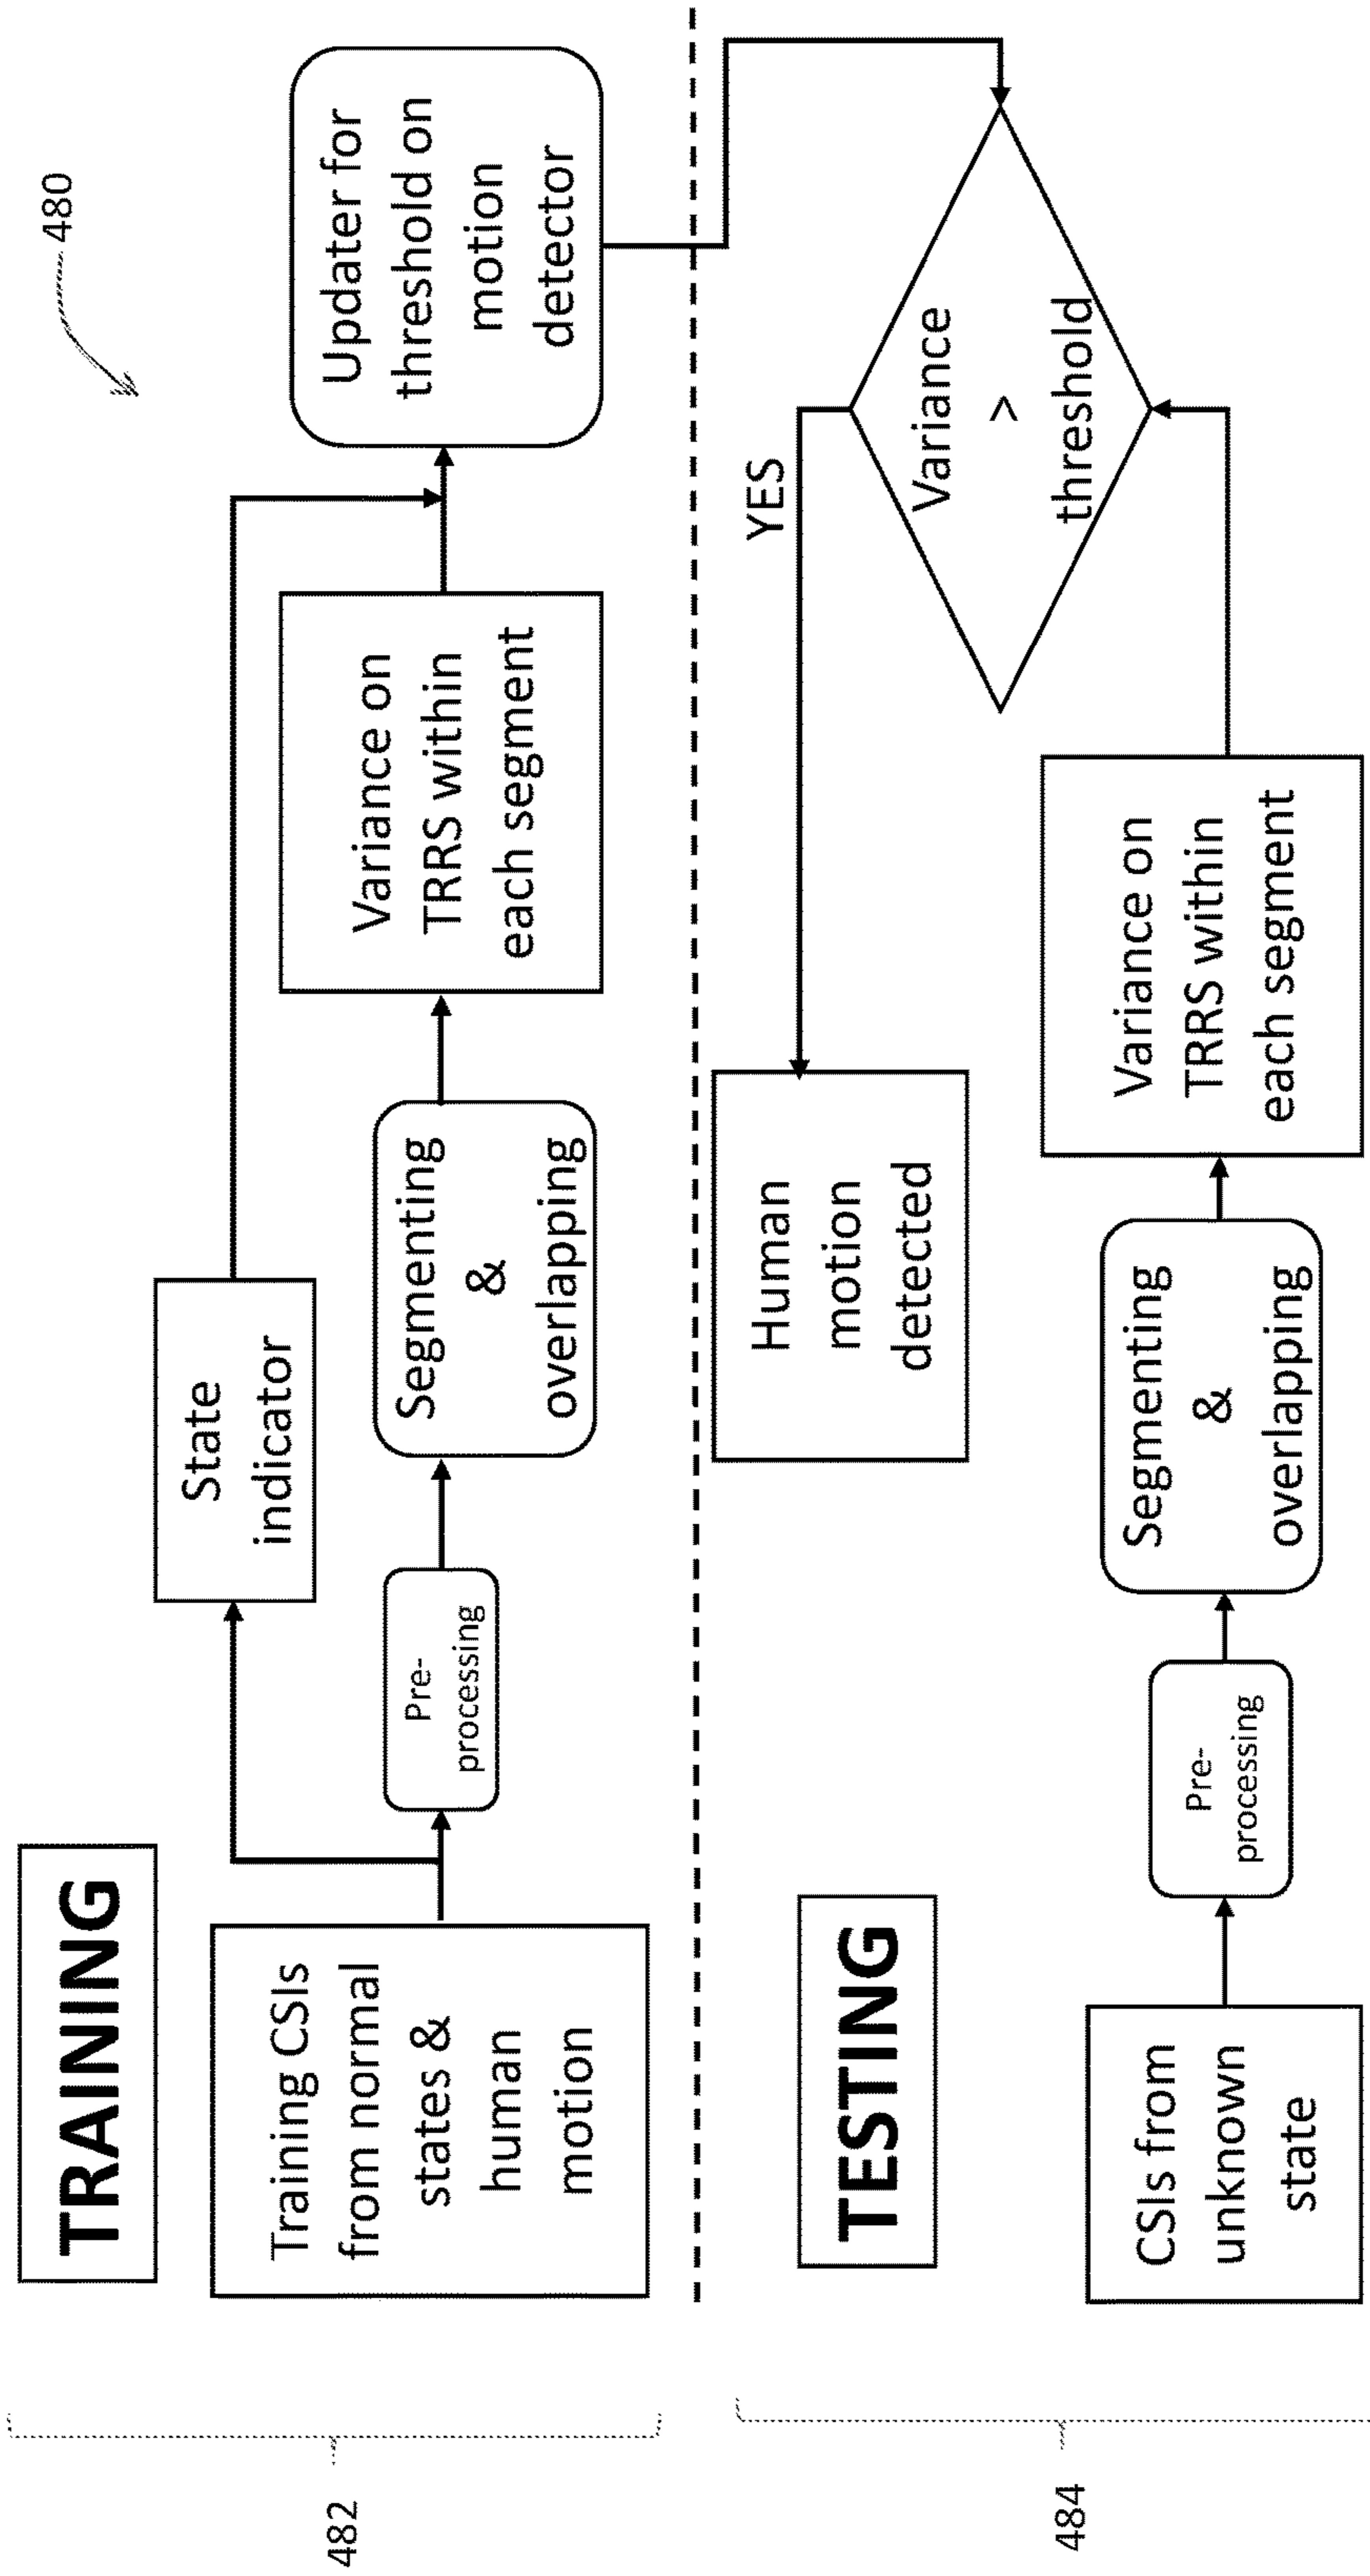 480
TRAINING
Training CSIs
from normal
states &
human
motion
State
indicator
Pre-
processing
Segmenting
&
overlapping
Variance on
TRRS within
each segment
Updater for
threshold on
motion
detector
482
TESTING
CSIs from
unknown
state
Pre-
processing
Segmenting
&
overlapping
Variance on
TRRS within
each segment
Variance
>
threshold
YES
Human
motion
detected
484